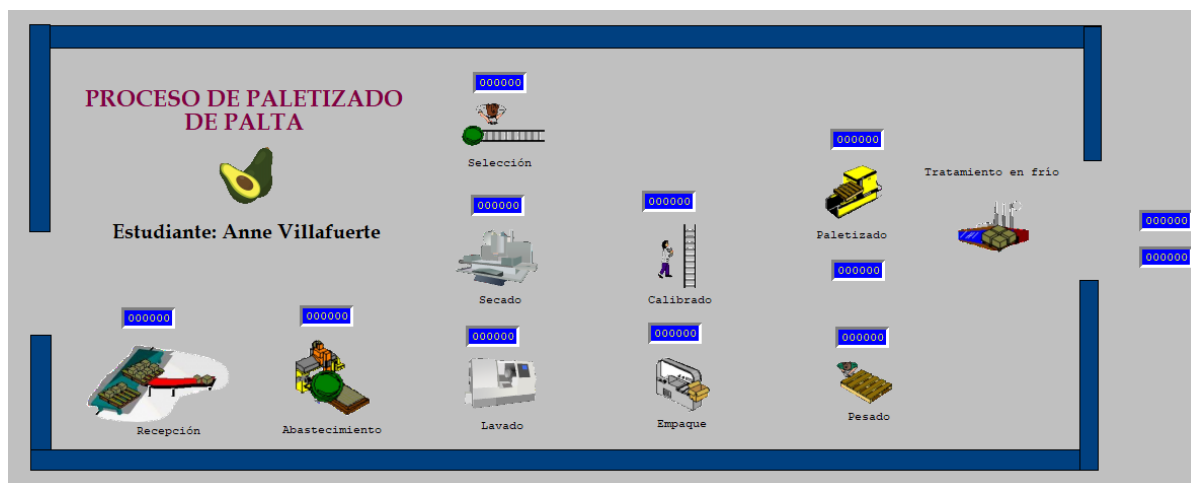 PROCESO DE PALETIZADO
DE PALTA
Estudiante: Anne Villafuerte
000000
Selección
000000
Secado
000000
Calibrado
000000
Paletizado
000000
Tratamiento en frío
000000
000000
000000
Recepción
000000
Abastecimiento
000000
Lavado
000000
Empaque
000000
Pesado